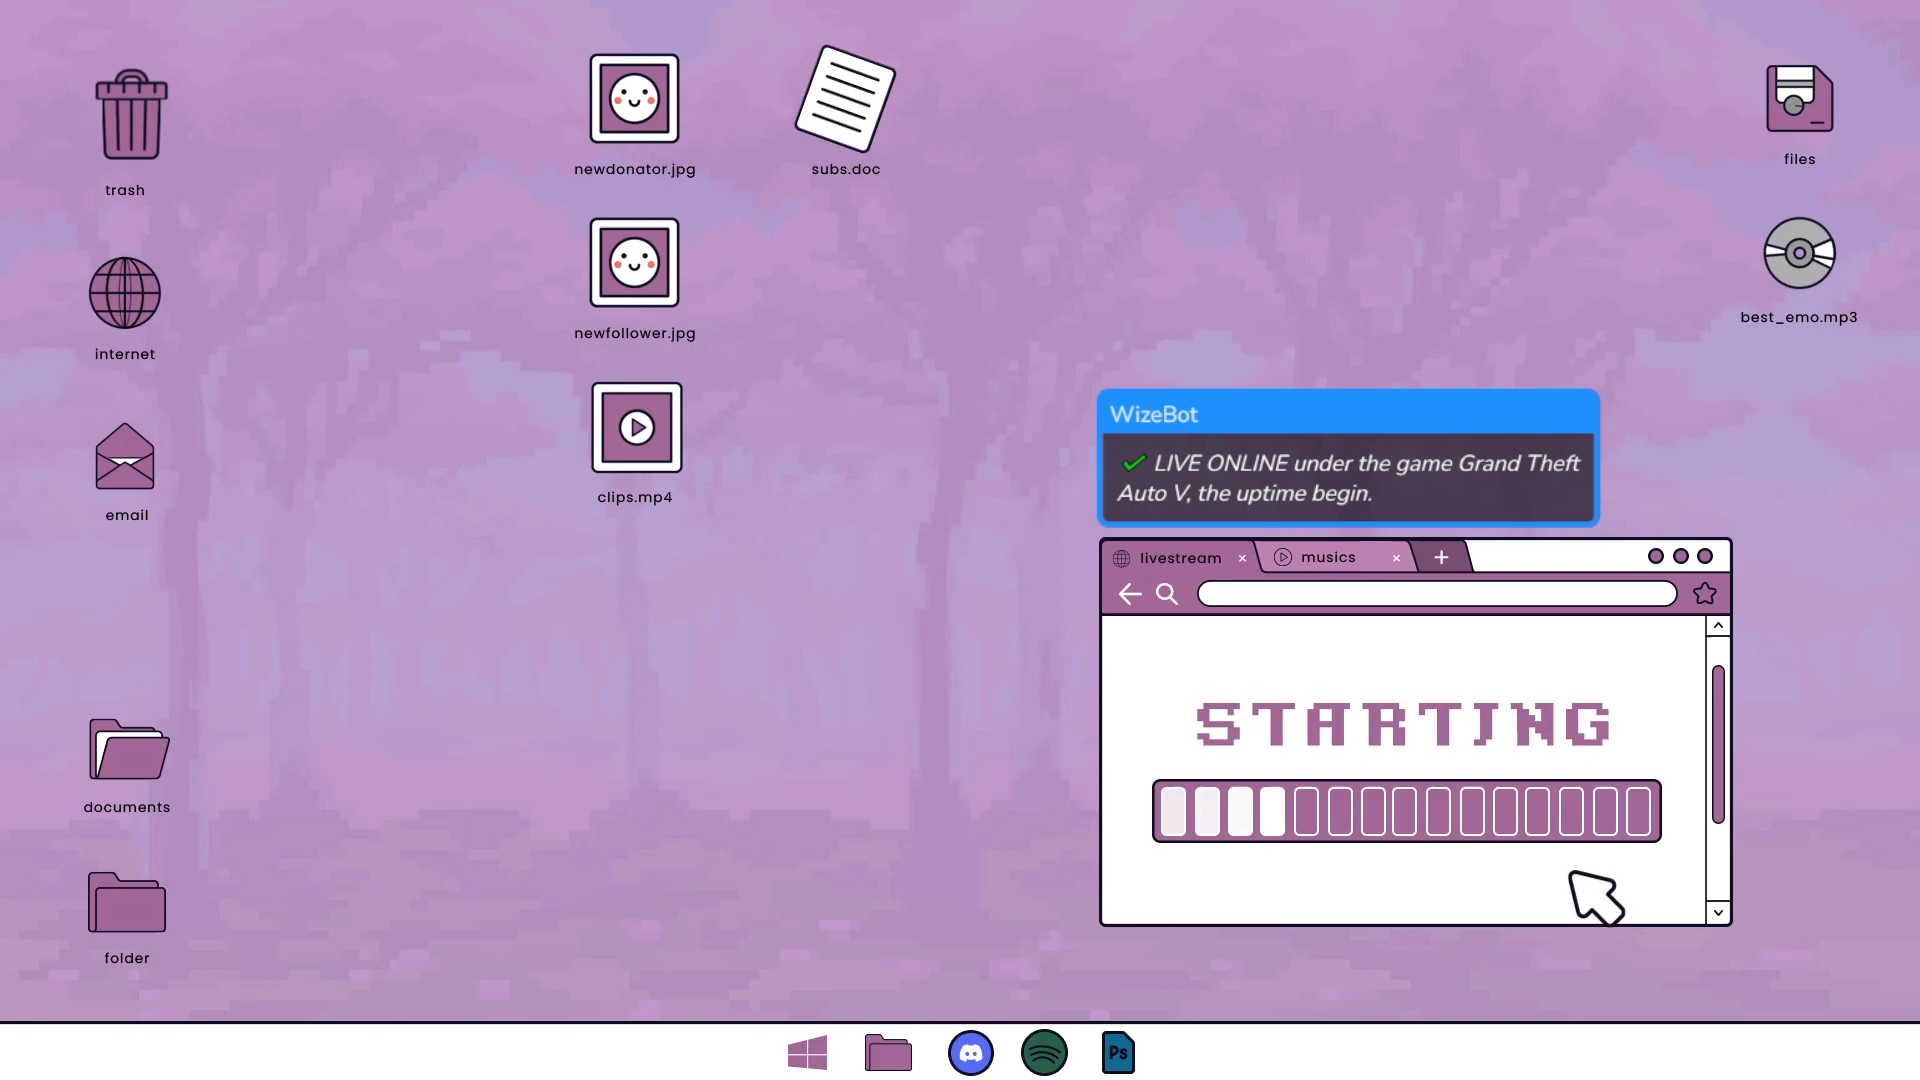 trash
internet
email
documents
folder
newdonator.jpg
newfollower.jpg
clips.mp4
subs.doc
files
best_emo.mp3
WizeBot
✔ LIVE ONLINE under the game Grand Theft
Auto V, the uptime begin.
livestream × musics × +
STARTING
Ps